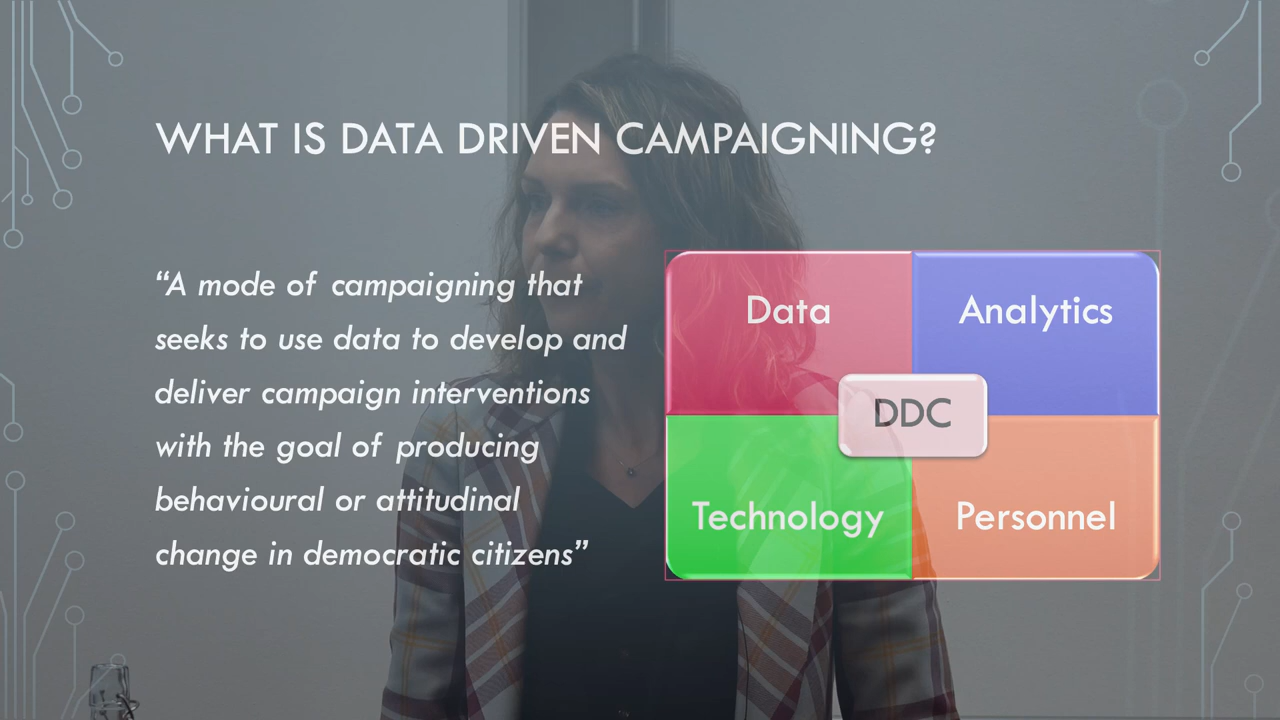 WHAT IS DATA DRIVEN CAMPAIGNING?
“A mode of campaigning that
seeks to use data to develop and
deliver campaign interventions
with the goal of producing
behavioural or attitudinal
change in democratic citizens”
Data
Analytics
DDC
Technology
Personnel